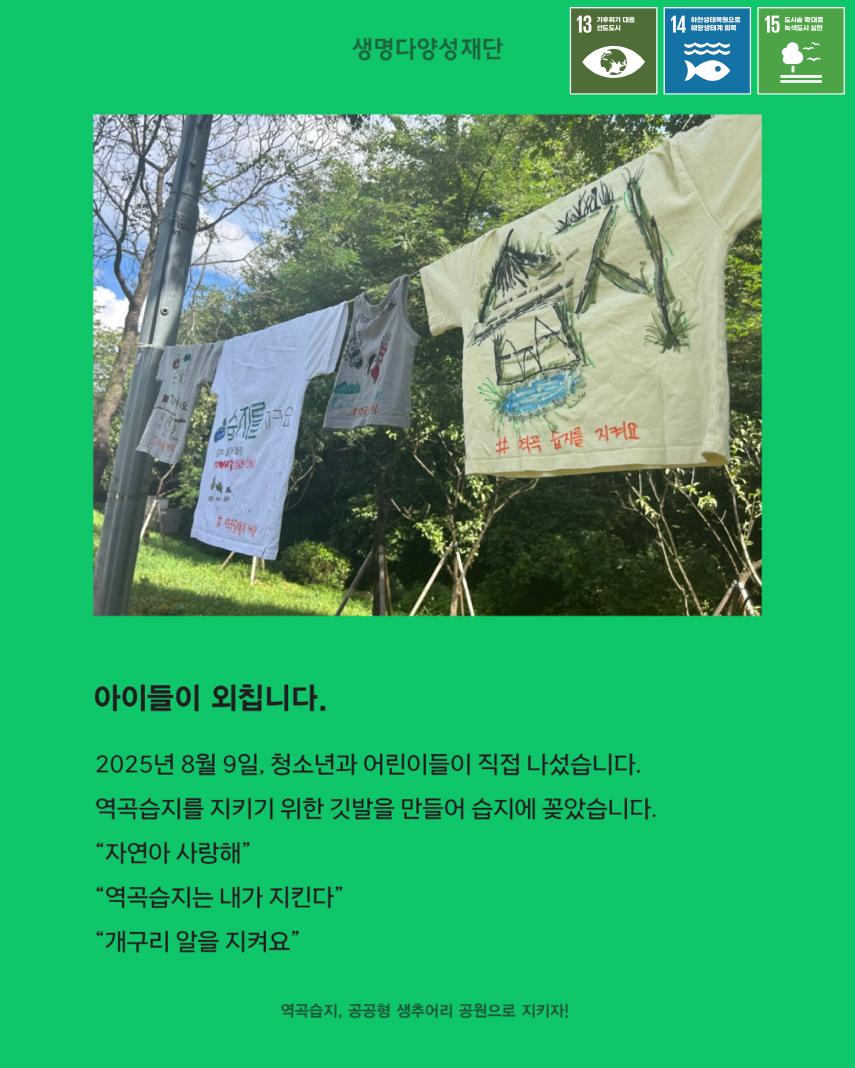 생명다양성재단
13 기후위기 대응
선도도시
14 하천생태복원으로
해양생태계 회복
15 도시숲 확대로
녹색도시 실현
습지
# 역곡 습지를 지켜요
습지를 지켜요
아이들이 외칩니다.
2025년 8월 9일, 청소년과 어린이들이 직접 나섰습니다.
역곡습지를 지키기 위한 깃발을 만들어 습지에 꽂았습니다.
“자연아 사랑해”
“역곡습지는 내가 지킨다”
“개구리 알을 지켜요”
역곡습지, 공공형 생추어리 공원으로 지키자!